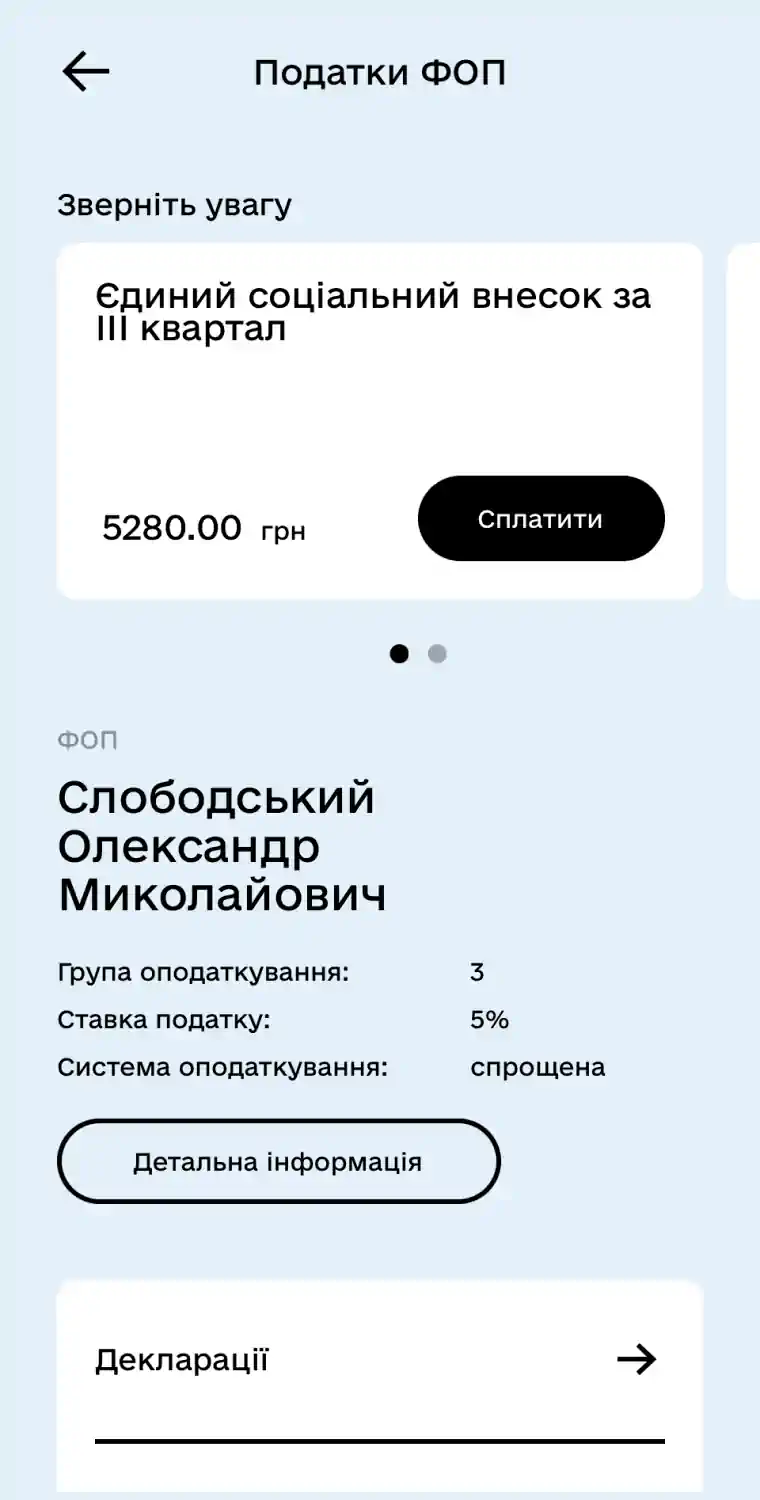 Податки ФОП
Зверніть увагу
Єдиний соціальний внесок за
III квартал
5280.00 грн
Сплатити
ФОП
Слободський
Олександр
Миколайович
Група оподаткування: 3
Ставка податку: 5%
Система оподаткування: спрощена
Детальна інформація
Декларації